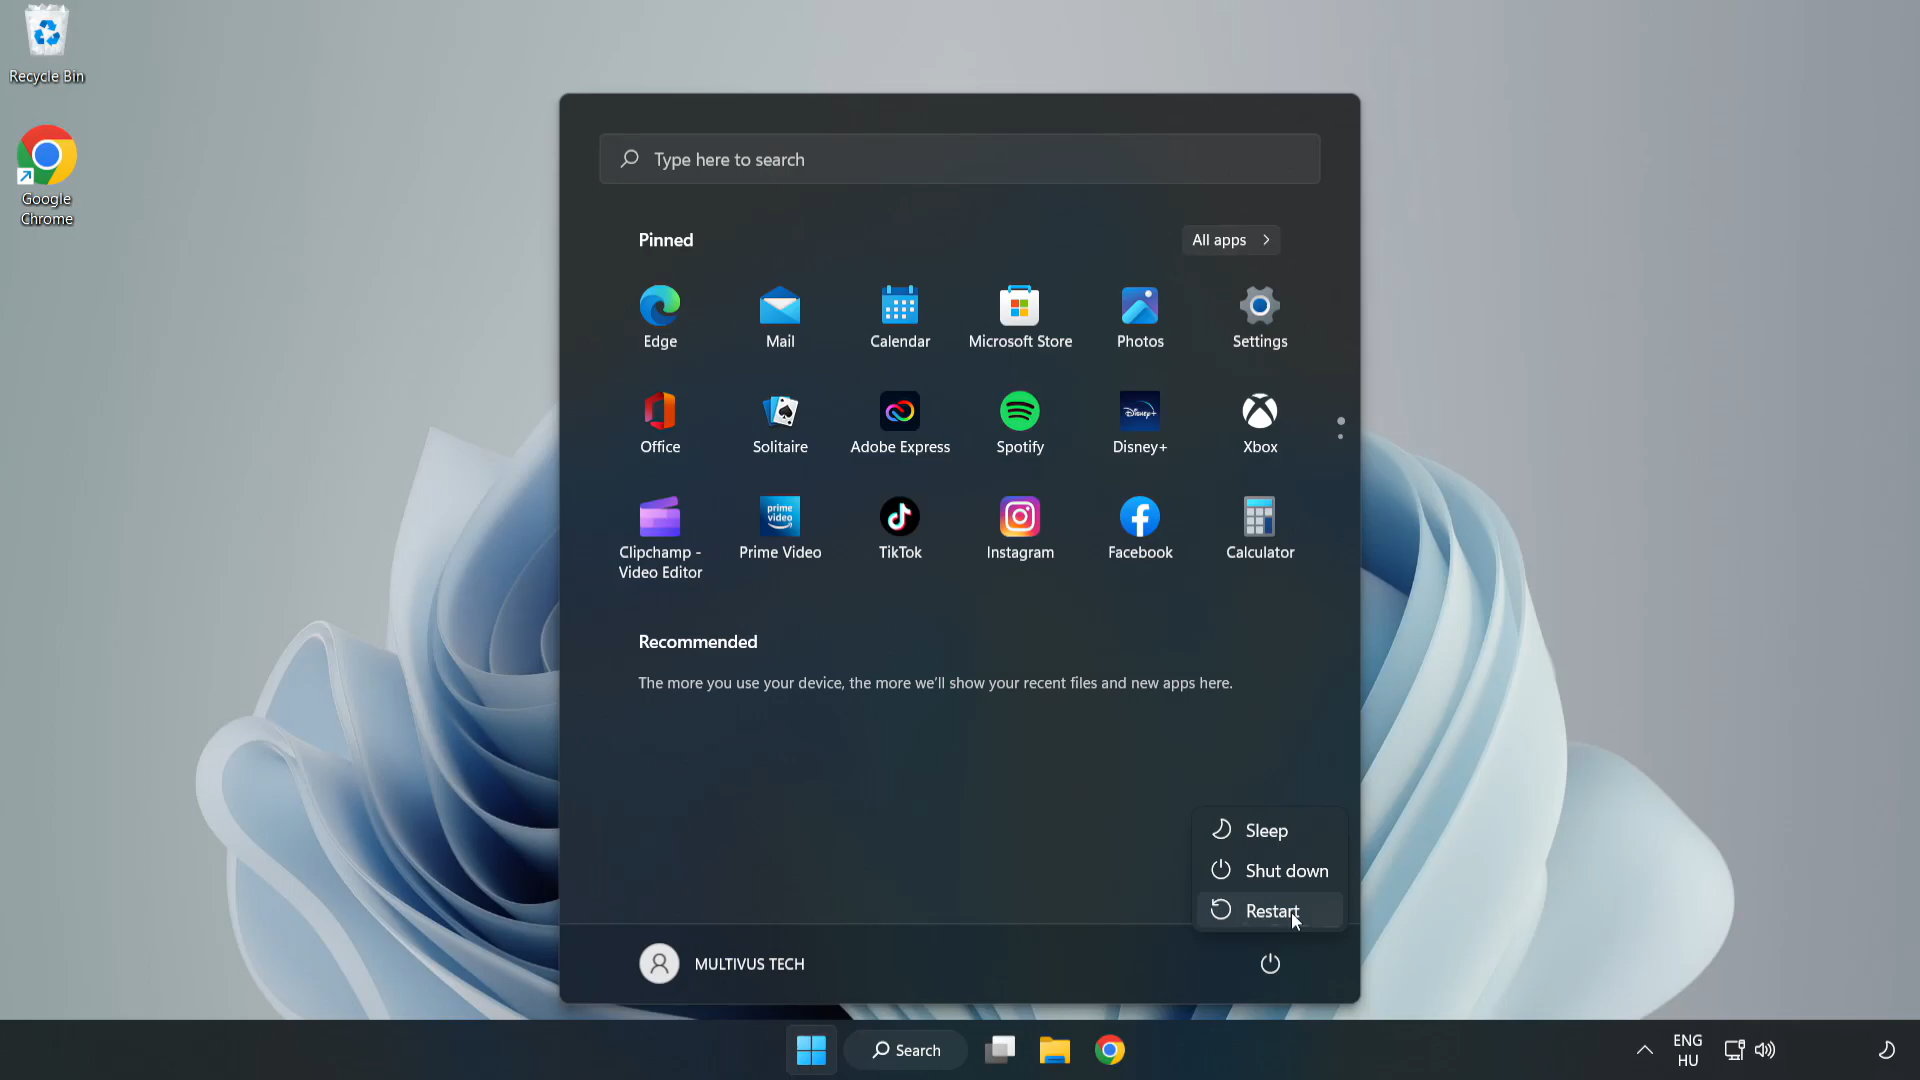 Recycle Bin
Google
Chrome
Type here to search
Pinned
All apps
Edge
Mail
Calendar
Microsoft Store
Photos
Settings
Office
Solitaire
Adobe Express
Disney+
Spotify
Disney+
Xbox
prime
video
Clipchamp -
Video Editor
Prime Video
TikTok
Instagram
Facebook
Calculator
Recommended
The more you use your device, the more we'll show your recent files and new apps here.
Sleep
Shut down
Restart
MULTIVUS TECH
Search
ENG
HU